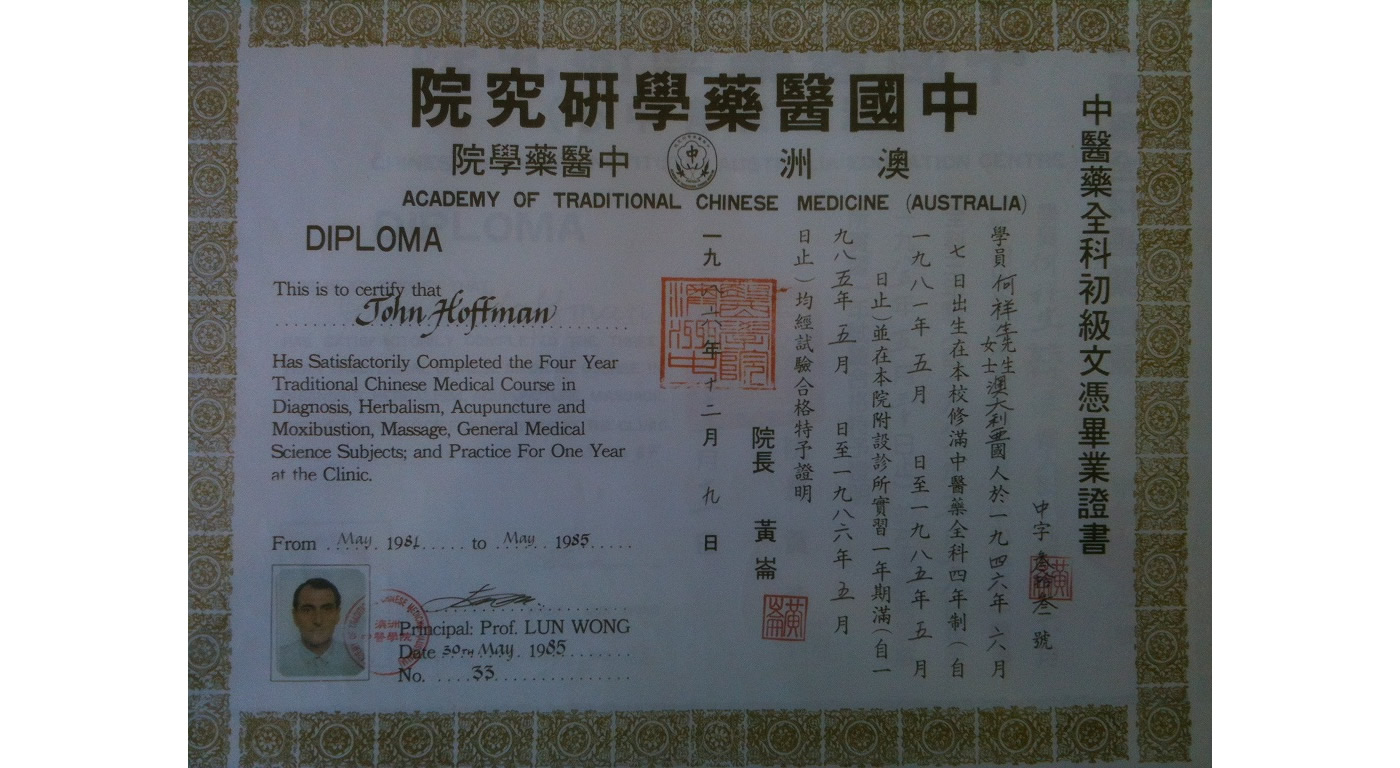 中國醫藥學研究院
澳洲 中醫藥學院
ACADEMY OF TRADITIONAL CHINESE MEDICINE (AUSTRALIA)
DIPLOMA
This is to certify that
John Hoffman
Has Satisfactorily Completed the Four Year
Traditional Chinese Medical Course in
Diagnosis, Herbalism, Acupuncture and
Moxibustion, Massage, General Medical
Science Subjects; and Practice For One Year
at the Clinic.
From May 1981 to May 1985
Principal: Prof. LUN WONG
Date 30TH May 1985
No. 33
中醫藥全科初級文憑畢業證書
中字叁拾叁號
學員何祥生先生女士澳大利亞國人於一九四六年六月
七日出生在本校修滿中醫藥全科四年制(自
一九八一年五月 日至一九八五年五月
日止)並在本院附設診所實習一年期滿(自一
九八五年五月 日至一九八六年五月
日止)均經試驗合格特予證明
院長 黃崙
一九八六年十二月九日
黃崙
澳洲